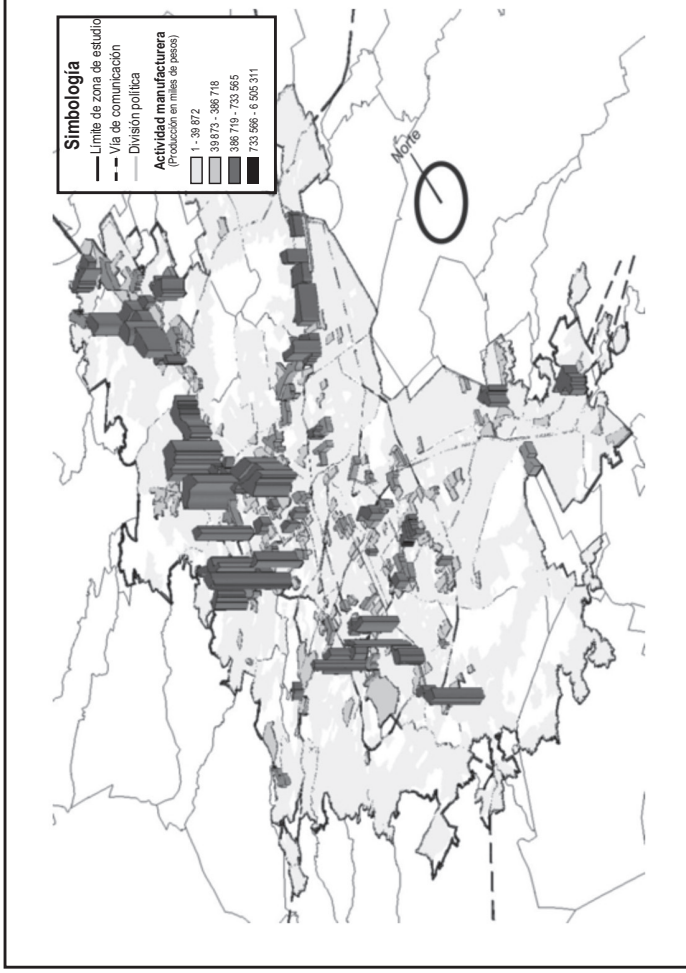 Simbología
Límite de zona de estudio
Vía de comunicación
División política
Actividad manufacturera
(Producción en miles de pesos)
1 - 39 872
39 873 - 386 718
386 719 - 733 565
733 566 - 6 505 311
Norte